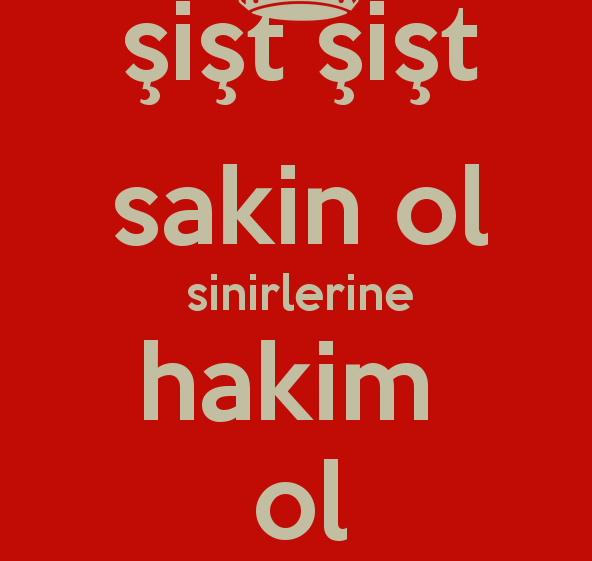 şişt şişt
sakin ol
sinirlerine
hakim
ol